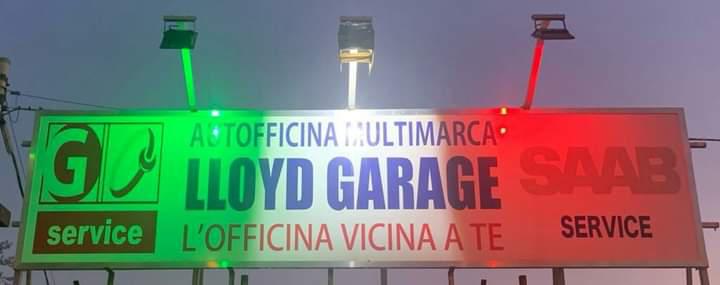 G
service
AUTOFFICINA MULTIMARCA
LLOYD GARAGE
L'OFFICINA VICINA A TE
SAAB
SERVICE